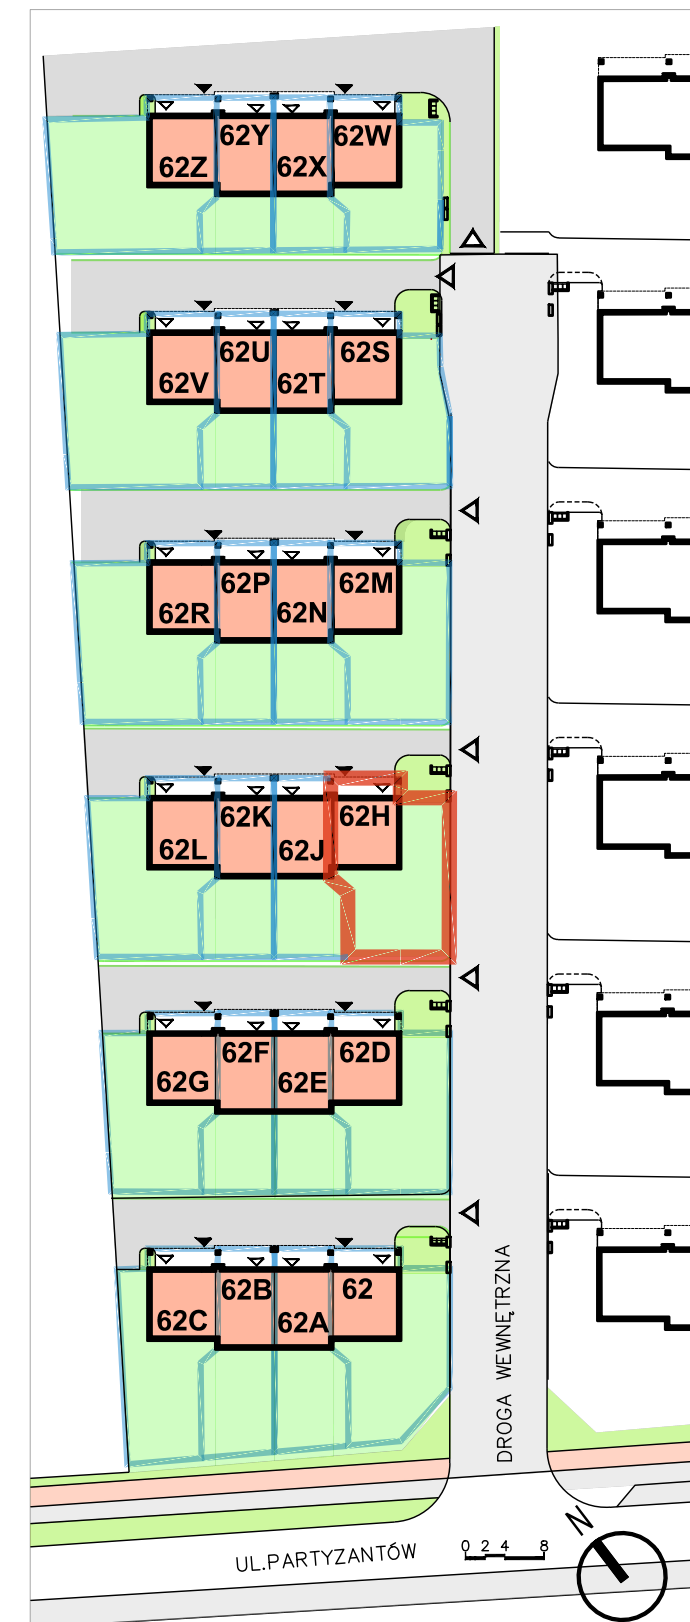 62Y 62W
62Z 62X
62U 62S
62V 62T
62P 62M
62R 62N
62K 62H
62L 62J
62F 62D
62G 62E
62B 62
62C 62A
DROGA WEWNĘTRZNA
UL.PARTYZANTÓW
0 2 4 8
N